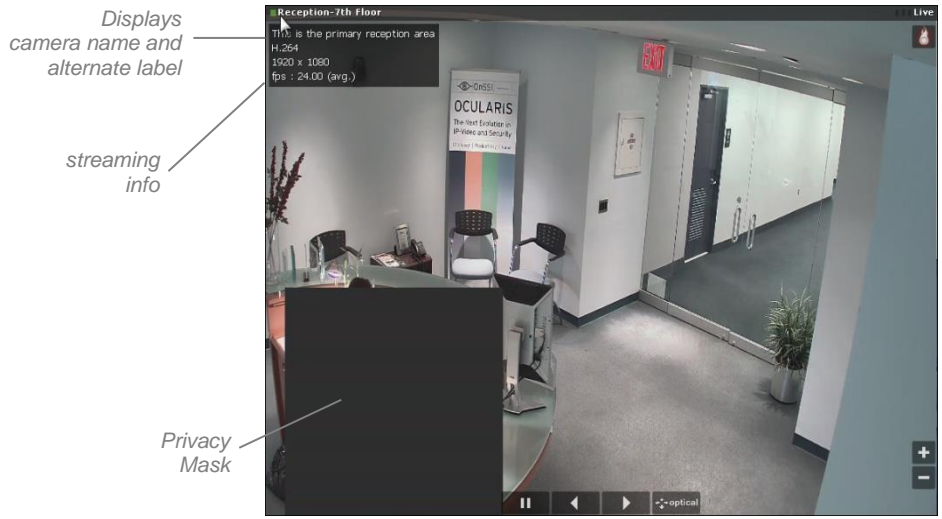 Displays
camera name and
alternate label
streaming
info
Privacy
Mask
Reception-7th Floor
Live
This is the primary reception area
H.264
1920 x 1080
fps : 24.00 (avg.)
EXIT
OnSSI
OCULARIS
The Next Evolution in
IP-Video and Security
optical